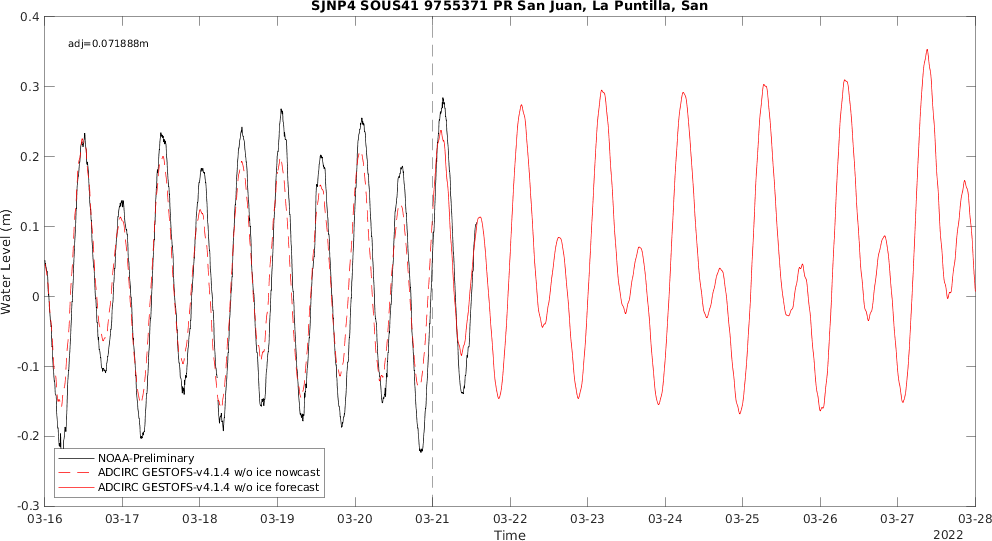 SJNP4 SOUS41 9755371 PR San Juan, La Puntilla, San
adj=0.071888m
0.4
0.3
0.2
0.1
0
-0.1
-0.2
-0.3
Water Level (m)
NOAA-Preliminary
ADCIRC GESTOFS-v4.1.4 w/o ice nowcast
ADCIRC GESTOFS-v4.1.4 w/o ice forecast
03-16 03-17 03-18 03-19 03-20 03-21 03-22 03-23 03-24 03-25 03-26 03-27 03-28
Time
2022